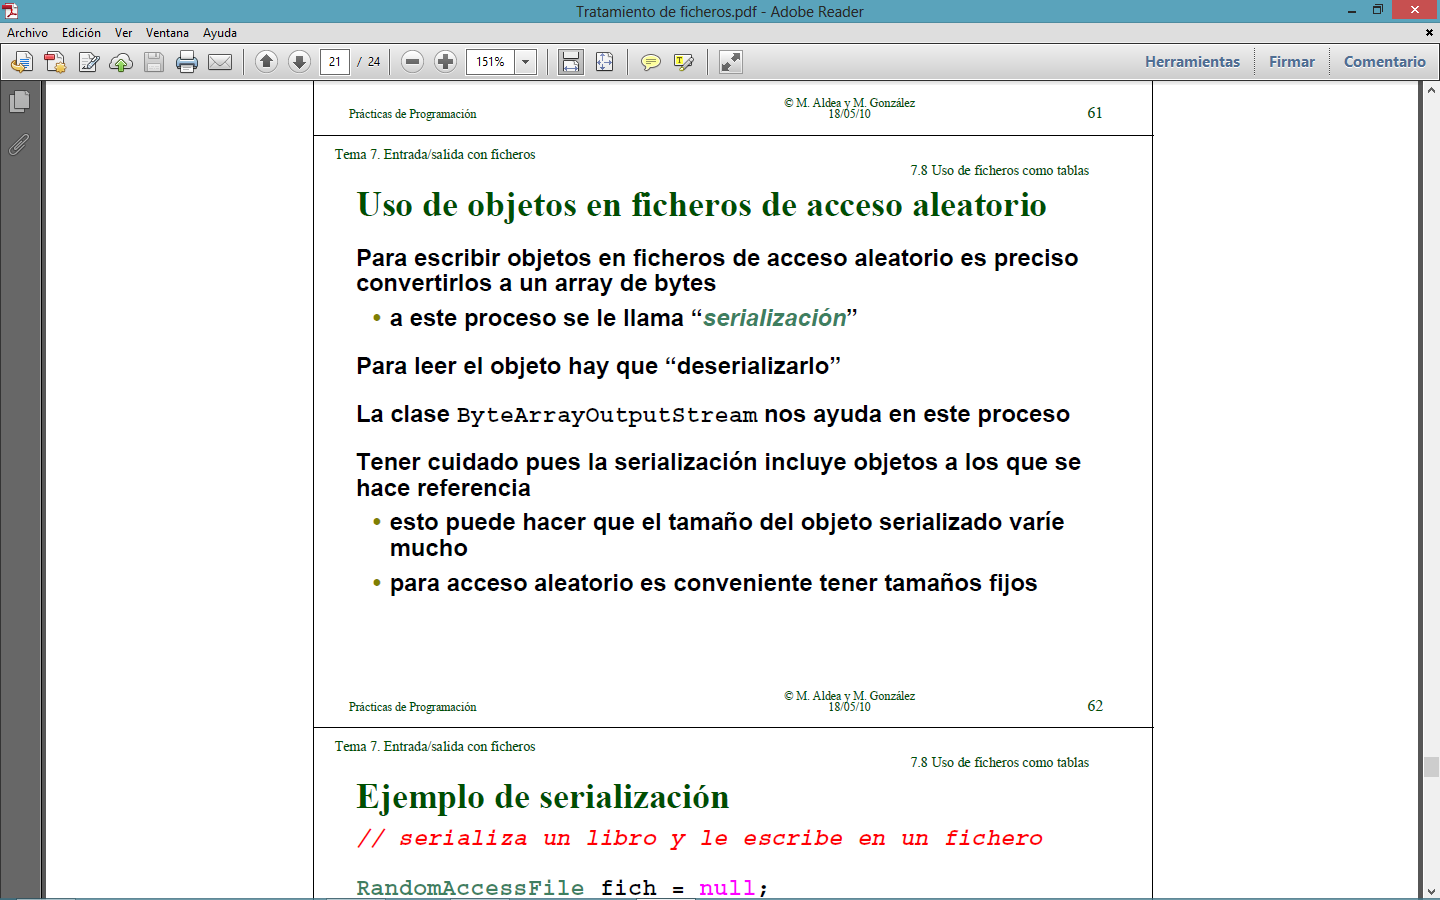 Tratamiento de ficheros.pdf - Adobe Reader
Archivo Edición Ver Ventana Ayuda
21 / 24 151% Herramientas Firmar Comentario
© M. Aldea y M. González
Prácticas de Programación 18/05/10 61
Tema 7. Entrada/salida con ficheros
7.8 Uso de ficheros como tablas
Uso de objetos en ficheros de acceso aleatorio
Para escribir objetos en ficheros de acceso aleatorio es preciso
convertirlos a un array de bytes
• a este proceso se le llama “serialización”
Para leer el objeto hay que “deserializarlo”
La clase ByteArrayOutputStream nos ayuda en este proceso
Tener cuidado pues la serialización incluye objetos a los que se
hace referencia
• esto puede hacer que el tamaño del objeto serializado varíe
mucho
• para acceso aleatorio es conveniente tener tamaños fijos
© M. Aldea y M. González
Prácticas de Programación 18/05/10 62
Tema 7. Entrada/salida con ficheros
7.8 Uso de ficheros como tablas
Ejemplo de serialización
// serializa un libro y le escribe en un fichero
RandomAccessFile fich = null;